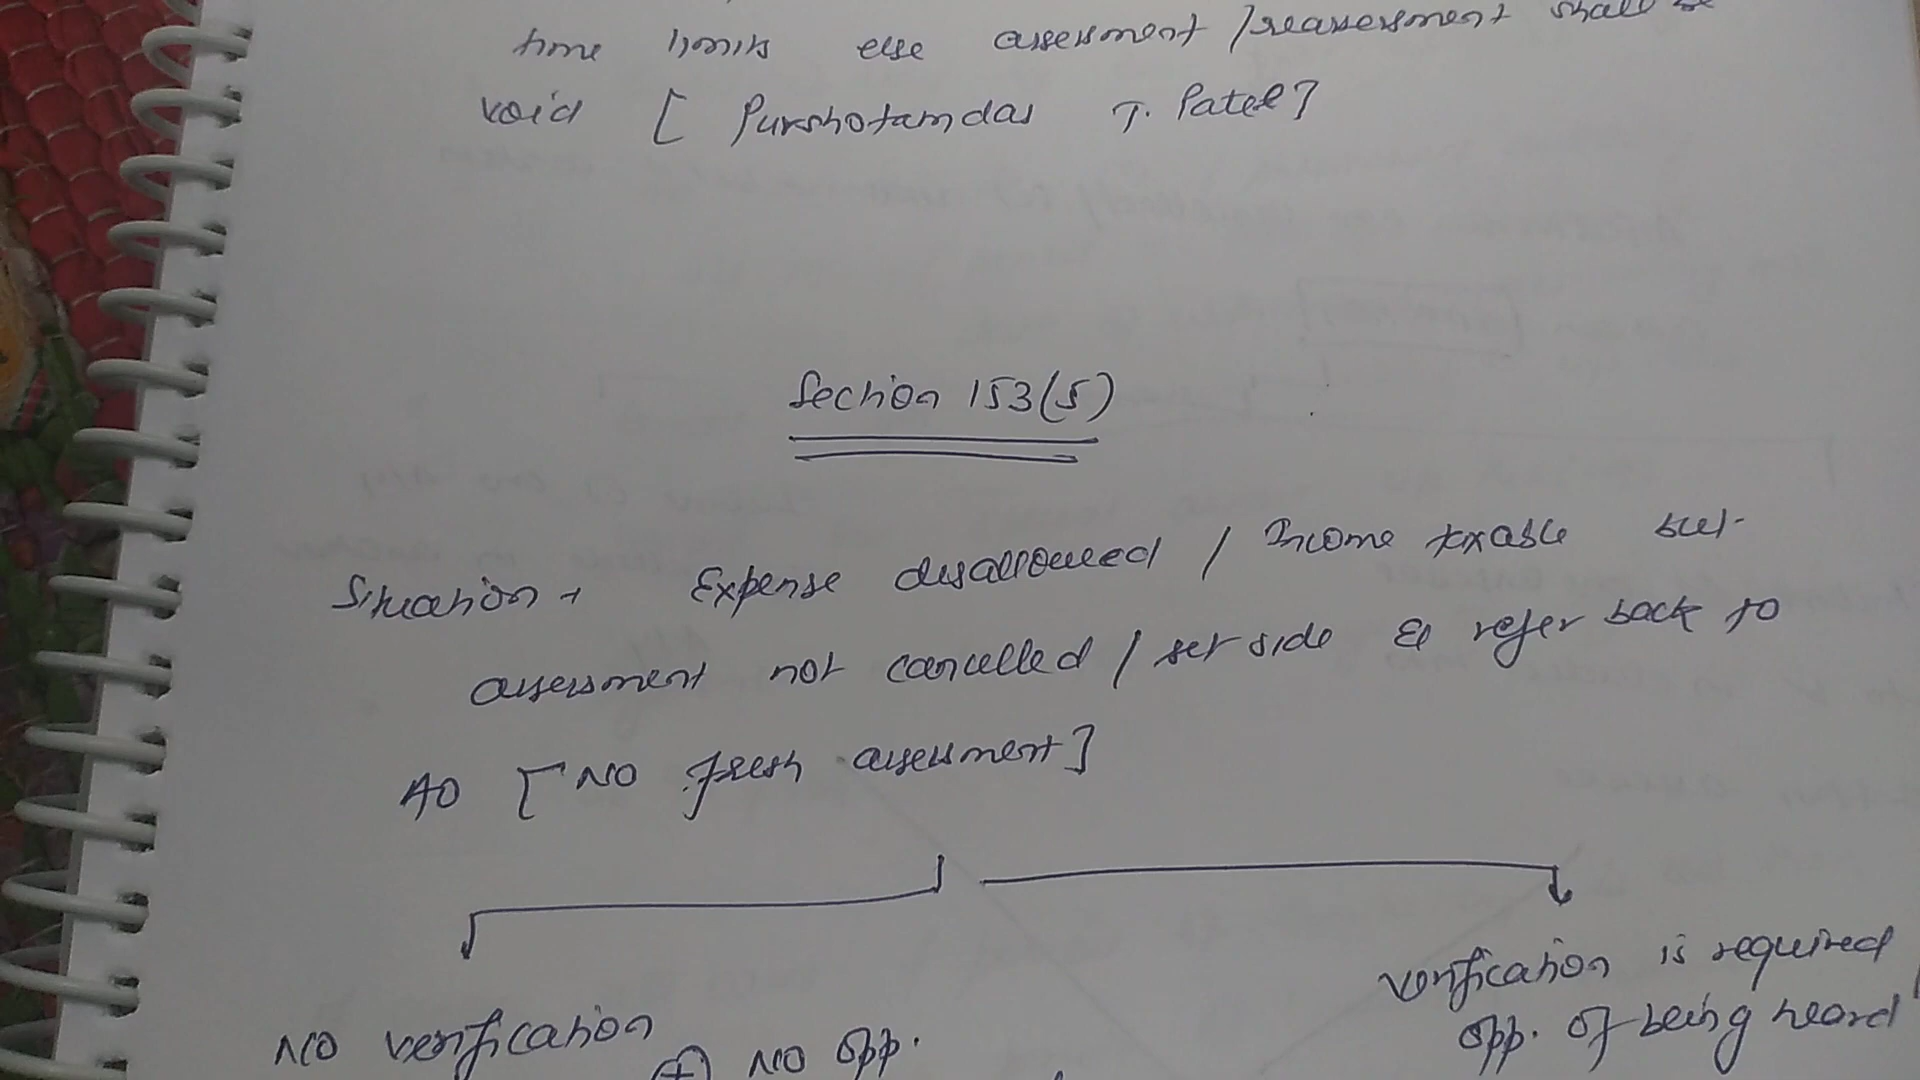 time limits else assessment / reassessment shall be
void [ Purshotamdas T. Patel ]
Section 153(5)
Situation → Expense disallowed / Income taxable but
assessment not cancelled / set side & refer back to
AO [ NO fresh assessment ]
NO verification
⊕ NO opp.
verification is required
opp. of being heard